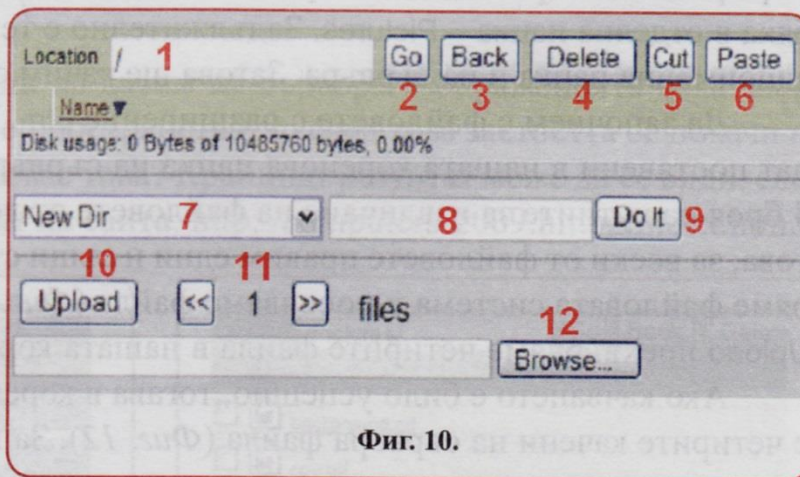 Location / 1 Go Back Delete Cut Paste
2 3 4 5 6
Name
Disk usage: 0 Bytes of 10485760 bytes, 0.00%
New Dir 7 8 Do It 9
10 11
Upload << >> files
12
Browse...
Фиг. 10.